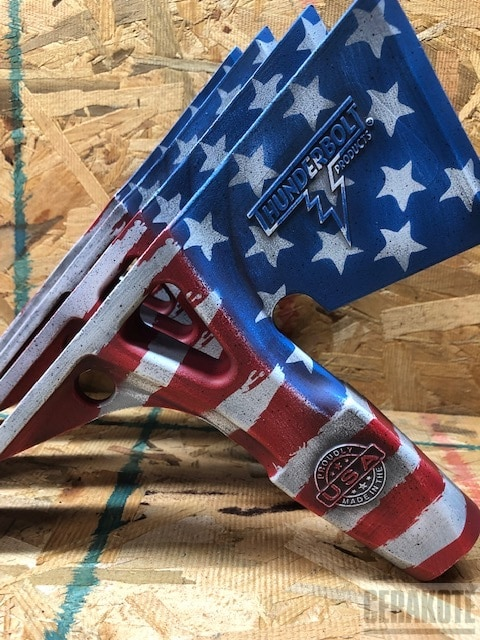 THUNDERBOLT
PRODUCTS
®
PROUDLY
USA
MADE IN THE
CERAKOTE